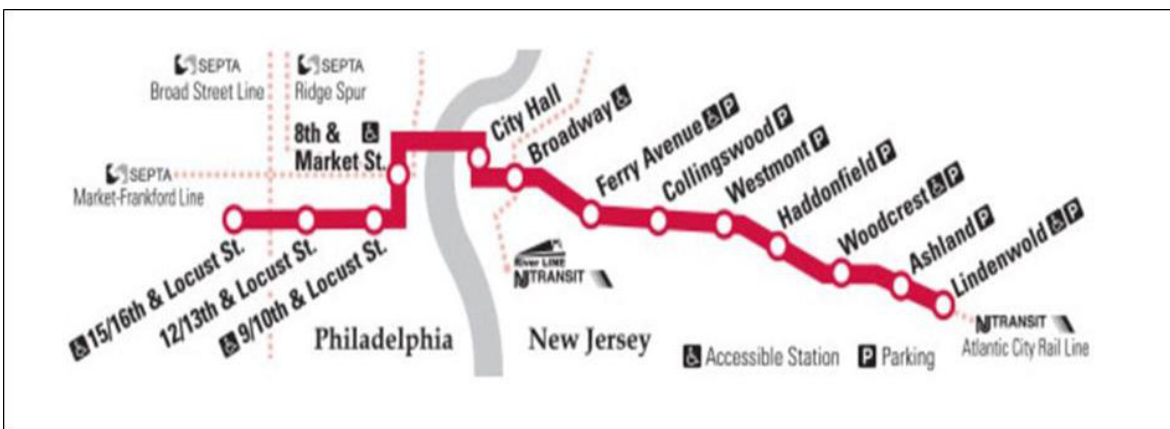 SEPTA
Broad Street Line
SEPTA
Ridge Spur
8th &
Market St.
SEPTA
Market-Frankford Line
City Hall
Broadway
Ferry Avenue P
Collingswood P
Westmont P
Haddonfield P
Woodcrest P
Ashland P
Lindenwold P
15/16th & Locust St.
12/13th & Locust St.
9/10th & Locust St.
River LINE
NJTRANSIT
Philadelphia
New Jersey
NJTRANSIT
Atlantic City Rail Line
Accessible Station
P Parking